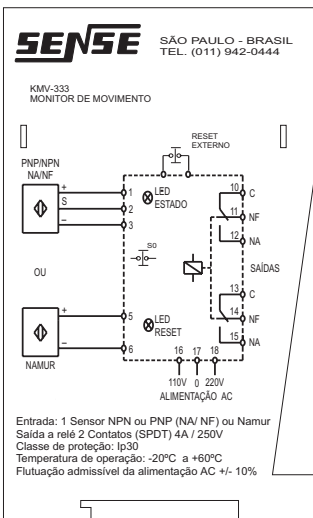 SENSE
SÃO PAULO - BRASIL
TEL. (011) 942-0444
KMV-333
MONITOR DE MOVIMENTO
RESET
EXTERNO
PNP/NPN
NA/NF
+
S
–
1
2
3
LED
ESTADO
S0
10
C
11
NF
12
NA
OU
SAÍDAS
13
C
14
NF
15
NA
+
–
5
6
LED
RESET
NAMUR
16 17 18
110V 0 220V
ALIMENTAÇÃO AC
Entrada: 1 Sensor NPN ou PNP (NA/ NF) ou Namur
Saída a relé 2 Contatos (SPDT) 4A / 250V
Classe de proteção: Ip30
Temperatura de operação: -20ºC a +60ºC
Flutuação admissível da alimentação AC +/- 10%